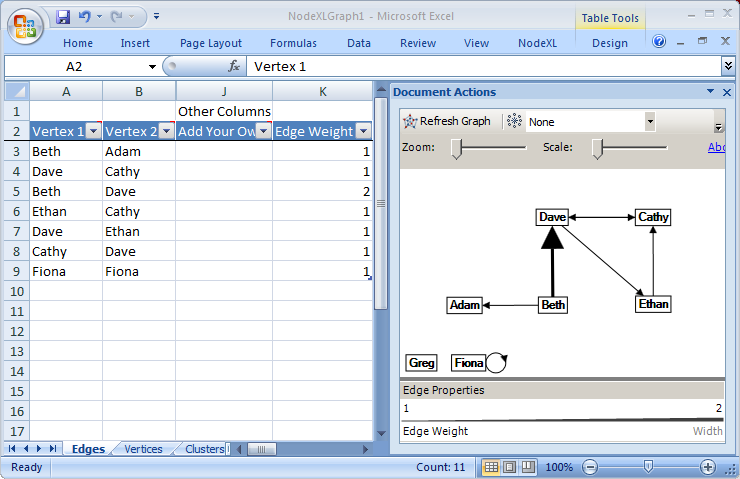 NodeXLGraph1 - Microsoft Excel
Table Tools
Home Insert Page Layout Formulas Data Review View NodeXL Design
A2 fx Vertex 1
Document Actions
A B J K
1 Other Columns
2 Vertex 1 Vertex 2 Add Your Ow Edge Weight
3 Beth Adam 1
4 Dave Cathy 1
5 Beth Dave 2
6 Ethan Cathy 1
7 Dave Ethan 1
8 Cathy Dave 1
9 Fiona Fiona 1
10
11
12
13
14
15
16
17
Refresh Graph None
Zoom: Scale: Abo
Dave Cathy
Adam Beth Ethan
Greg Fiona
Edge Properties
1 2
Edge Weight Width
Edges Vertices Clusters
Ready Count: 11 100%